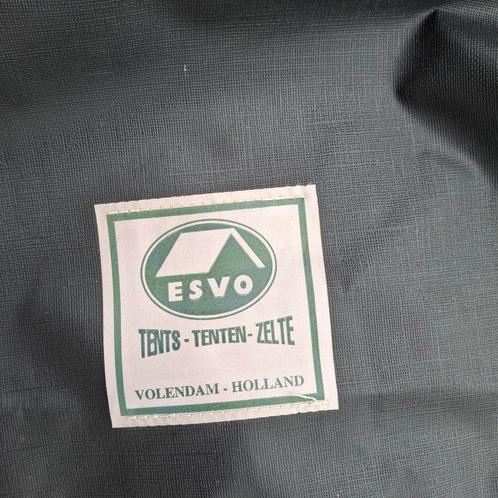 ESVO
TENTS - TENTEN - ZELTE
VOLENDAM - HOLLAND